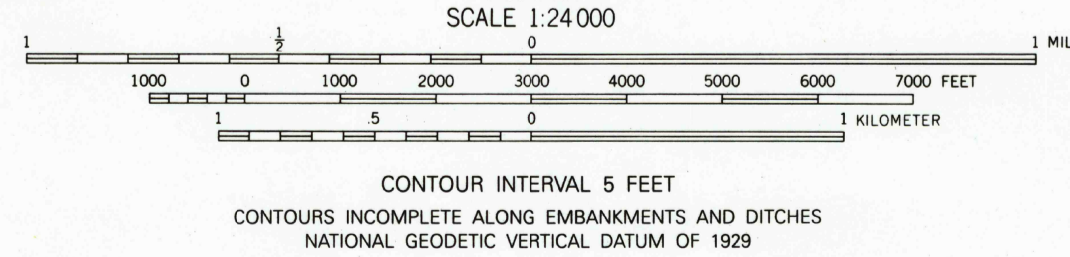 SCALE 1:24 000
1 1/2 0 1 MIL
1000 0 1000 2000 3000 4000 5000 6000 7000 FEET
1 .5 0 1 KILOMETER
CONTOUR INTERVAL 5 FEET
CONTOURS INCOMPLETE ALONG EMBANKMENTS AND DITCHES
NATIONAL GEODETIC VERTICAL DATUM OF 1929